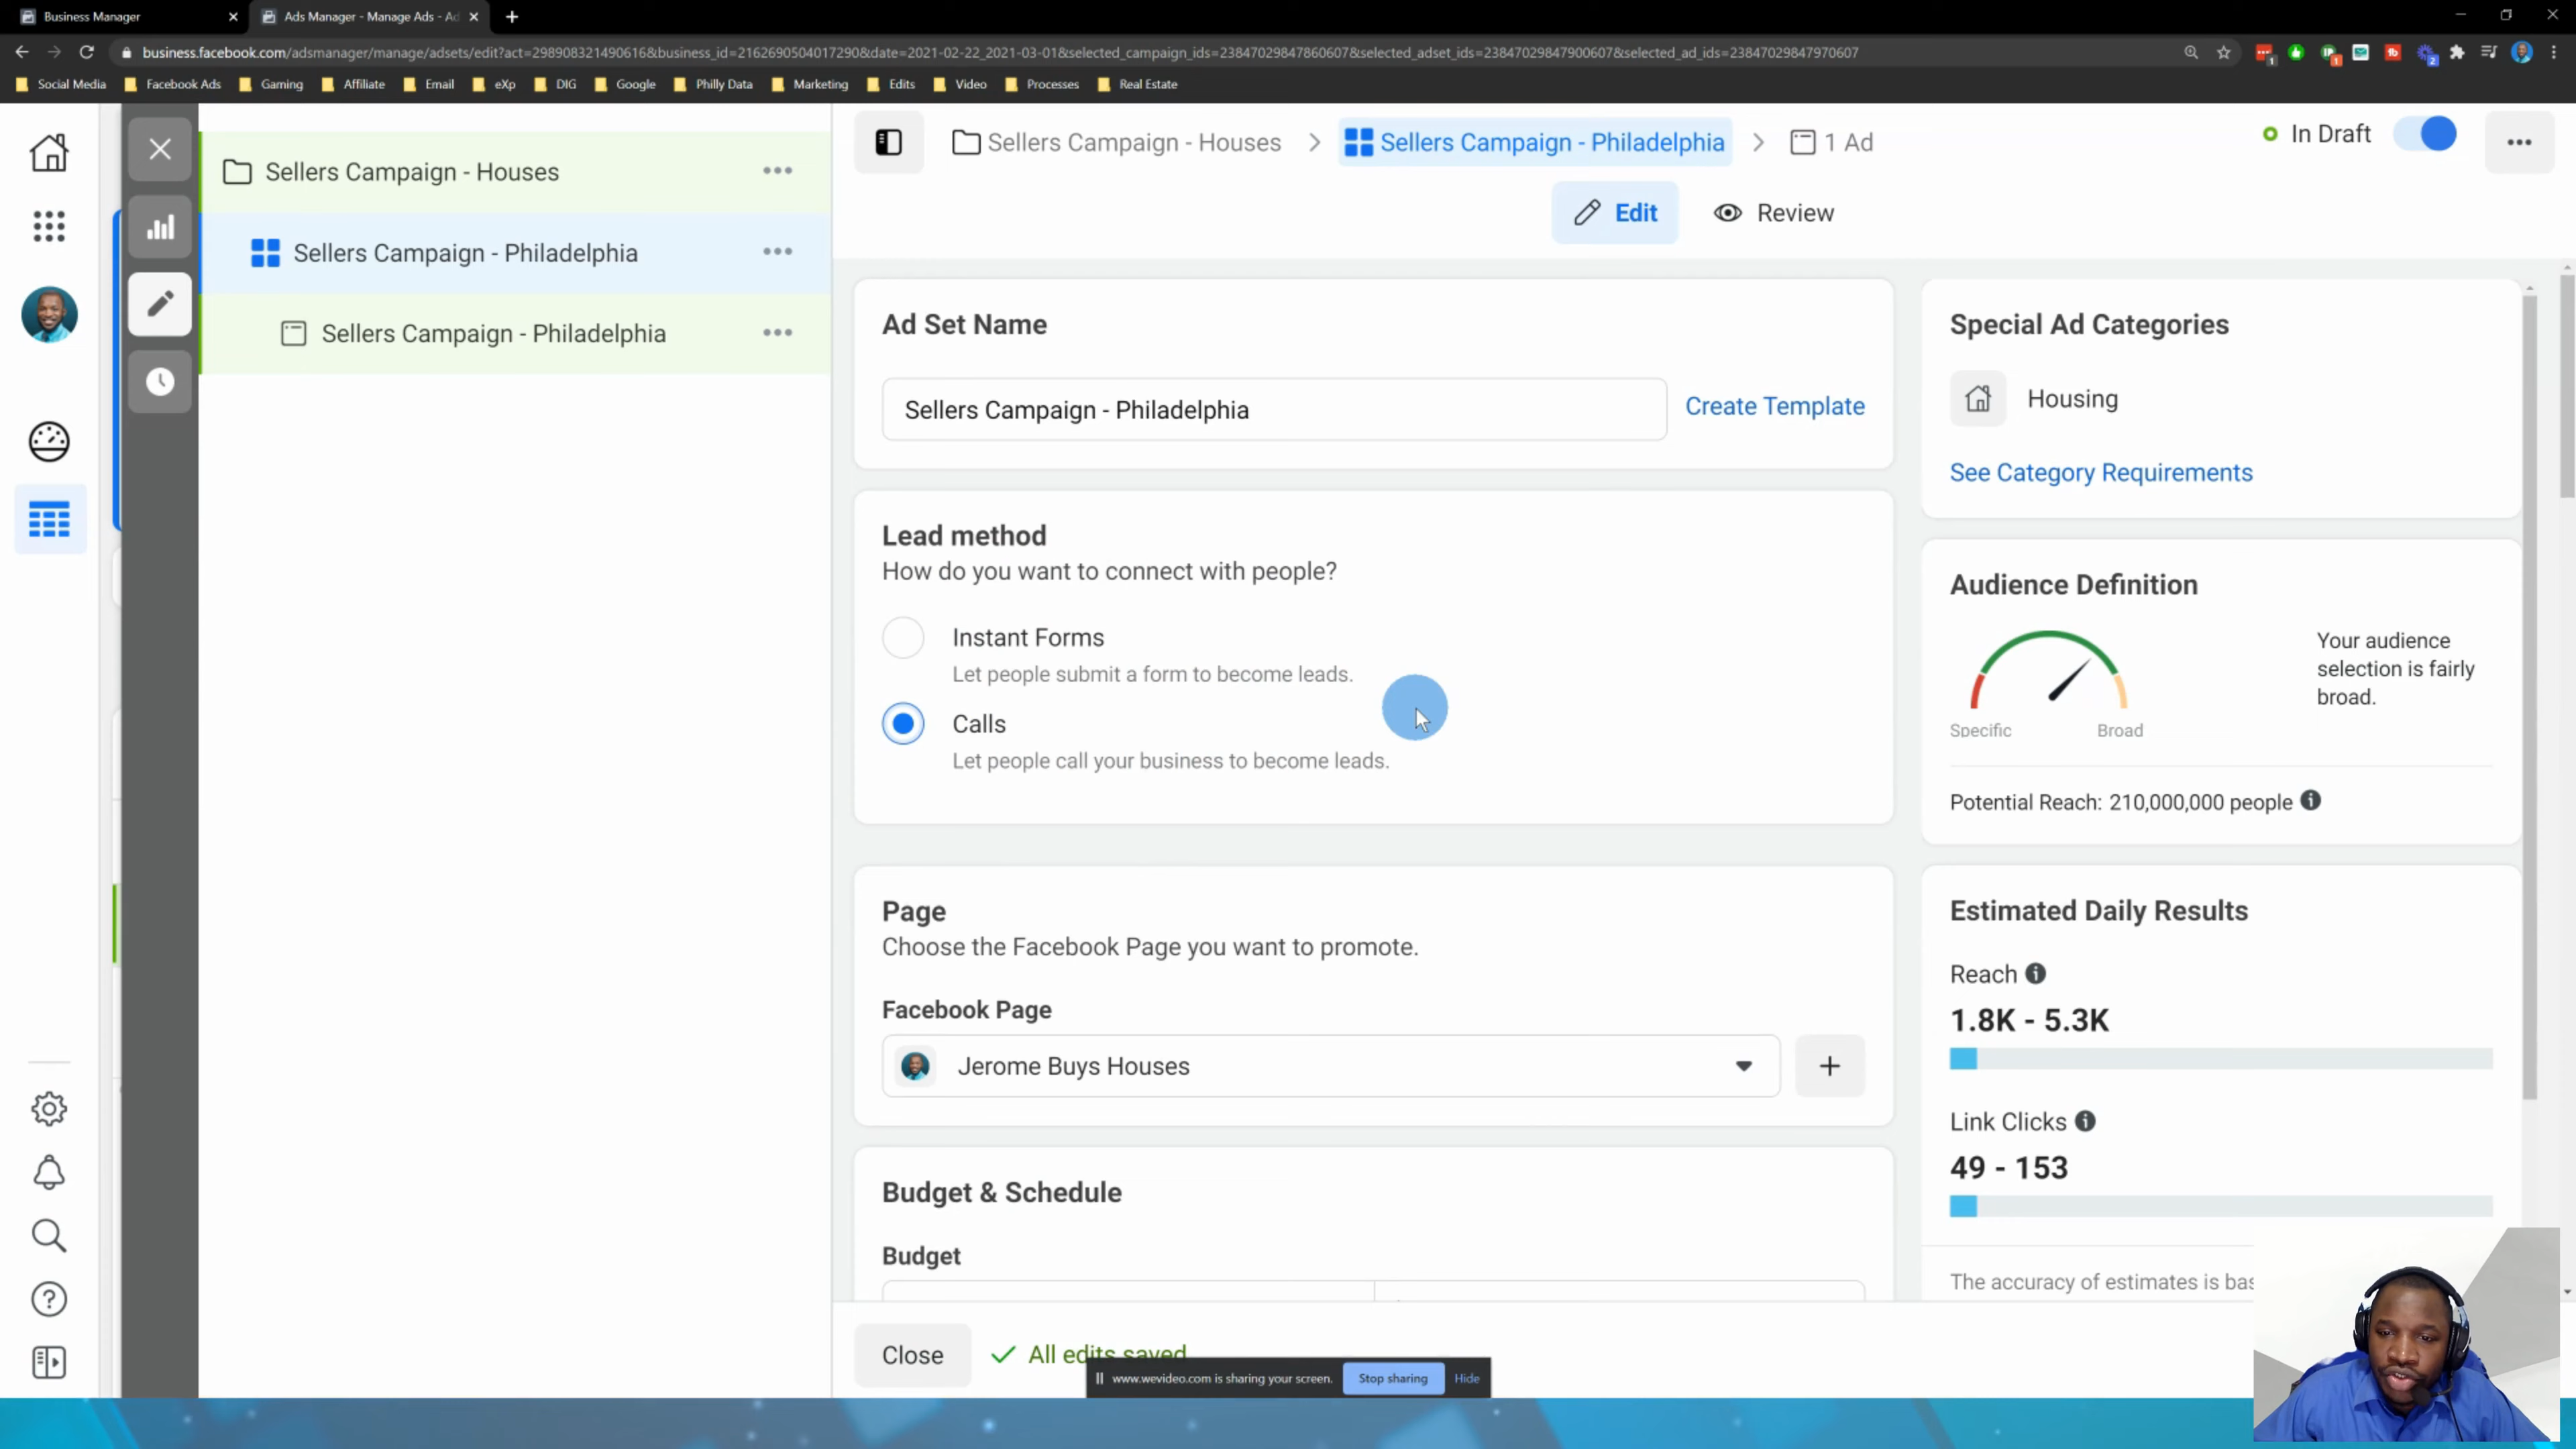 Business Manager
Ads Manager - Manage Ads - Ad
business.facebook.com/adsmanager/manage/adsets/edit?act=298908321490616&business_id=2162690504017290&date=2021-02-22_2021-03-01&selected_campaign_ids=23847029847860607&selected_adset_ids=23847029847900607&selected_ad_ids=23847029847970607
Social Media Facebook Ads Gaming Affiliate Email eXp DIG Google Philly Data Marketing Edits Video Processes Real Estate
Sellers Campaign - Houses
Sellers Campaign - Philadelphia
Sellers Campaign - Philadelphia
Sellers Campaign - Houses > Sellers Campaign - Philadelphia > 1 Ad
In Draft
Edit Review
Ad Set Name
Sellers Campaign - Philadelphia
Create Template
Lead method
How do you want to connect with people?
Instant Forms
Let people submit a form to become leads.
Calls
Let people call your business to become leads.
Page
Choose the Facebook Page you want to promote.
Facebook Page
Jerome Buys Houses
Budget & Schedule
Budget
Special Ad Categories
Housing
See Category Requirements
Audience Definition
Your audience
selection is fairly
broad.
Specific Broad
Potential Reach: 210,000,000 people
Estimated Daily Results
Reach
1.8K - 5.3K
Link Clicks
49 - 153
The accuracy of estimates is bas
Close
All edits saved
www.wevideo.com is sharing your screen. Stop sharing Hide